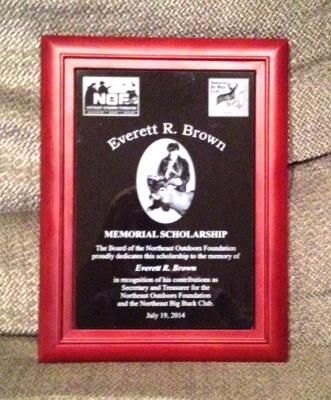 NOF
Everett R. Brown
MEMORIAL SCHOLARSHIP
The Board of the Northeast Outdoors Foundation
proudly dedicates this scholarship to the memory of
Everett R. Brown
in recognition of his contributions as
Secretary and Treasurer for the
Northeast Outdoors Foundation
and the Northeast Big Buck Club.
July 19, 2014